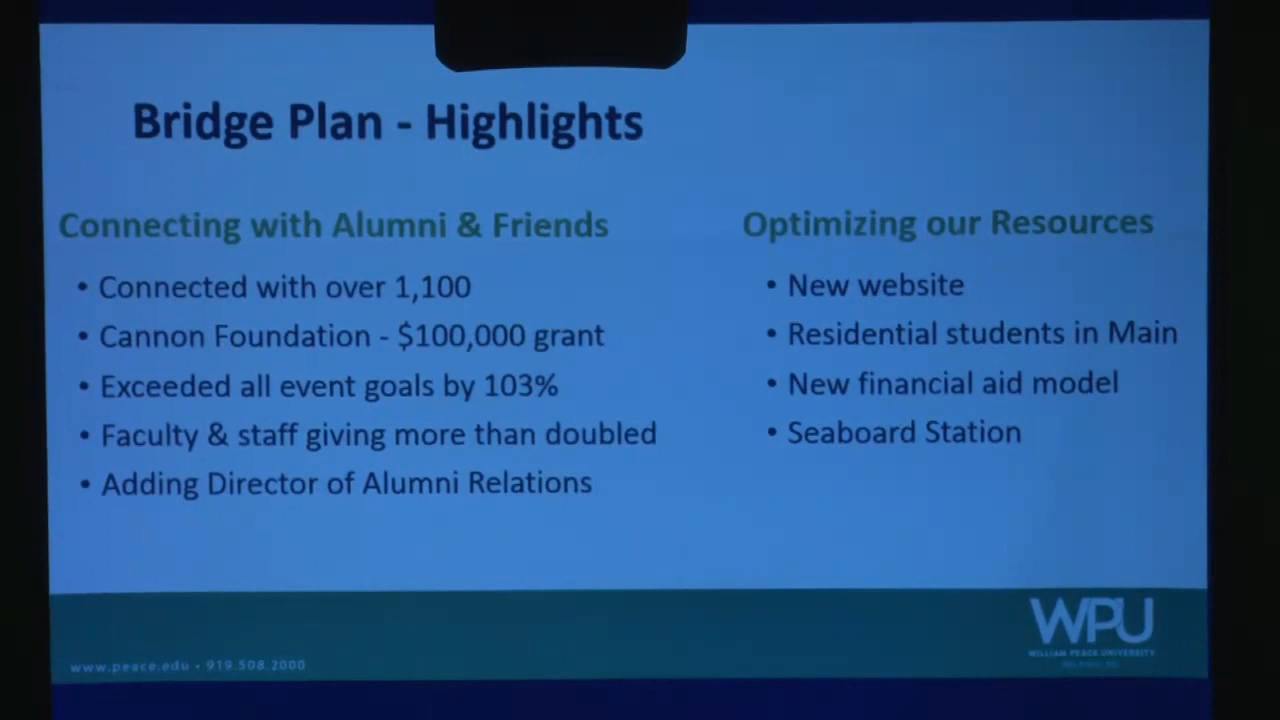 Bridge Plan - Highlights
Connecting with Alumni & Friends
• Connected with over 1,100
• Cannon Foundation - $100,000 grant
• Exceeded all event goals by 103%
• Faculty & staff giving more than doubled
• Adding Director of Alumni Relations
Optimizing our Resources
• New website
• Residential students in Main
• New financial aid model
• Seaboard Station
www.peace.edu • 919.508.2000
WPU
WILLIAM PEACE UNIVERSITY